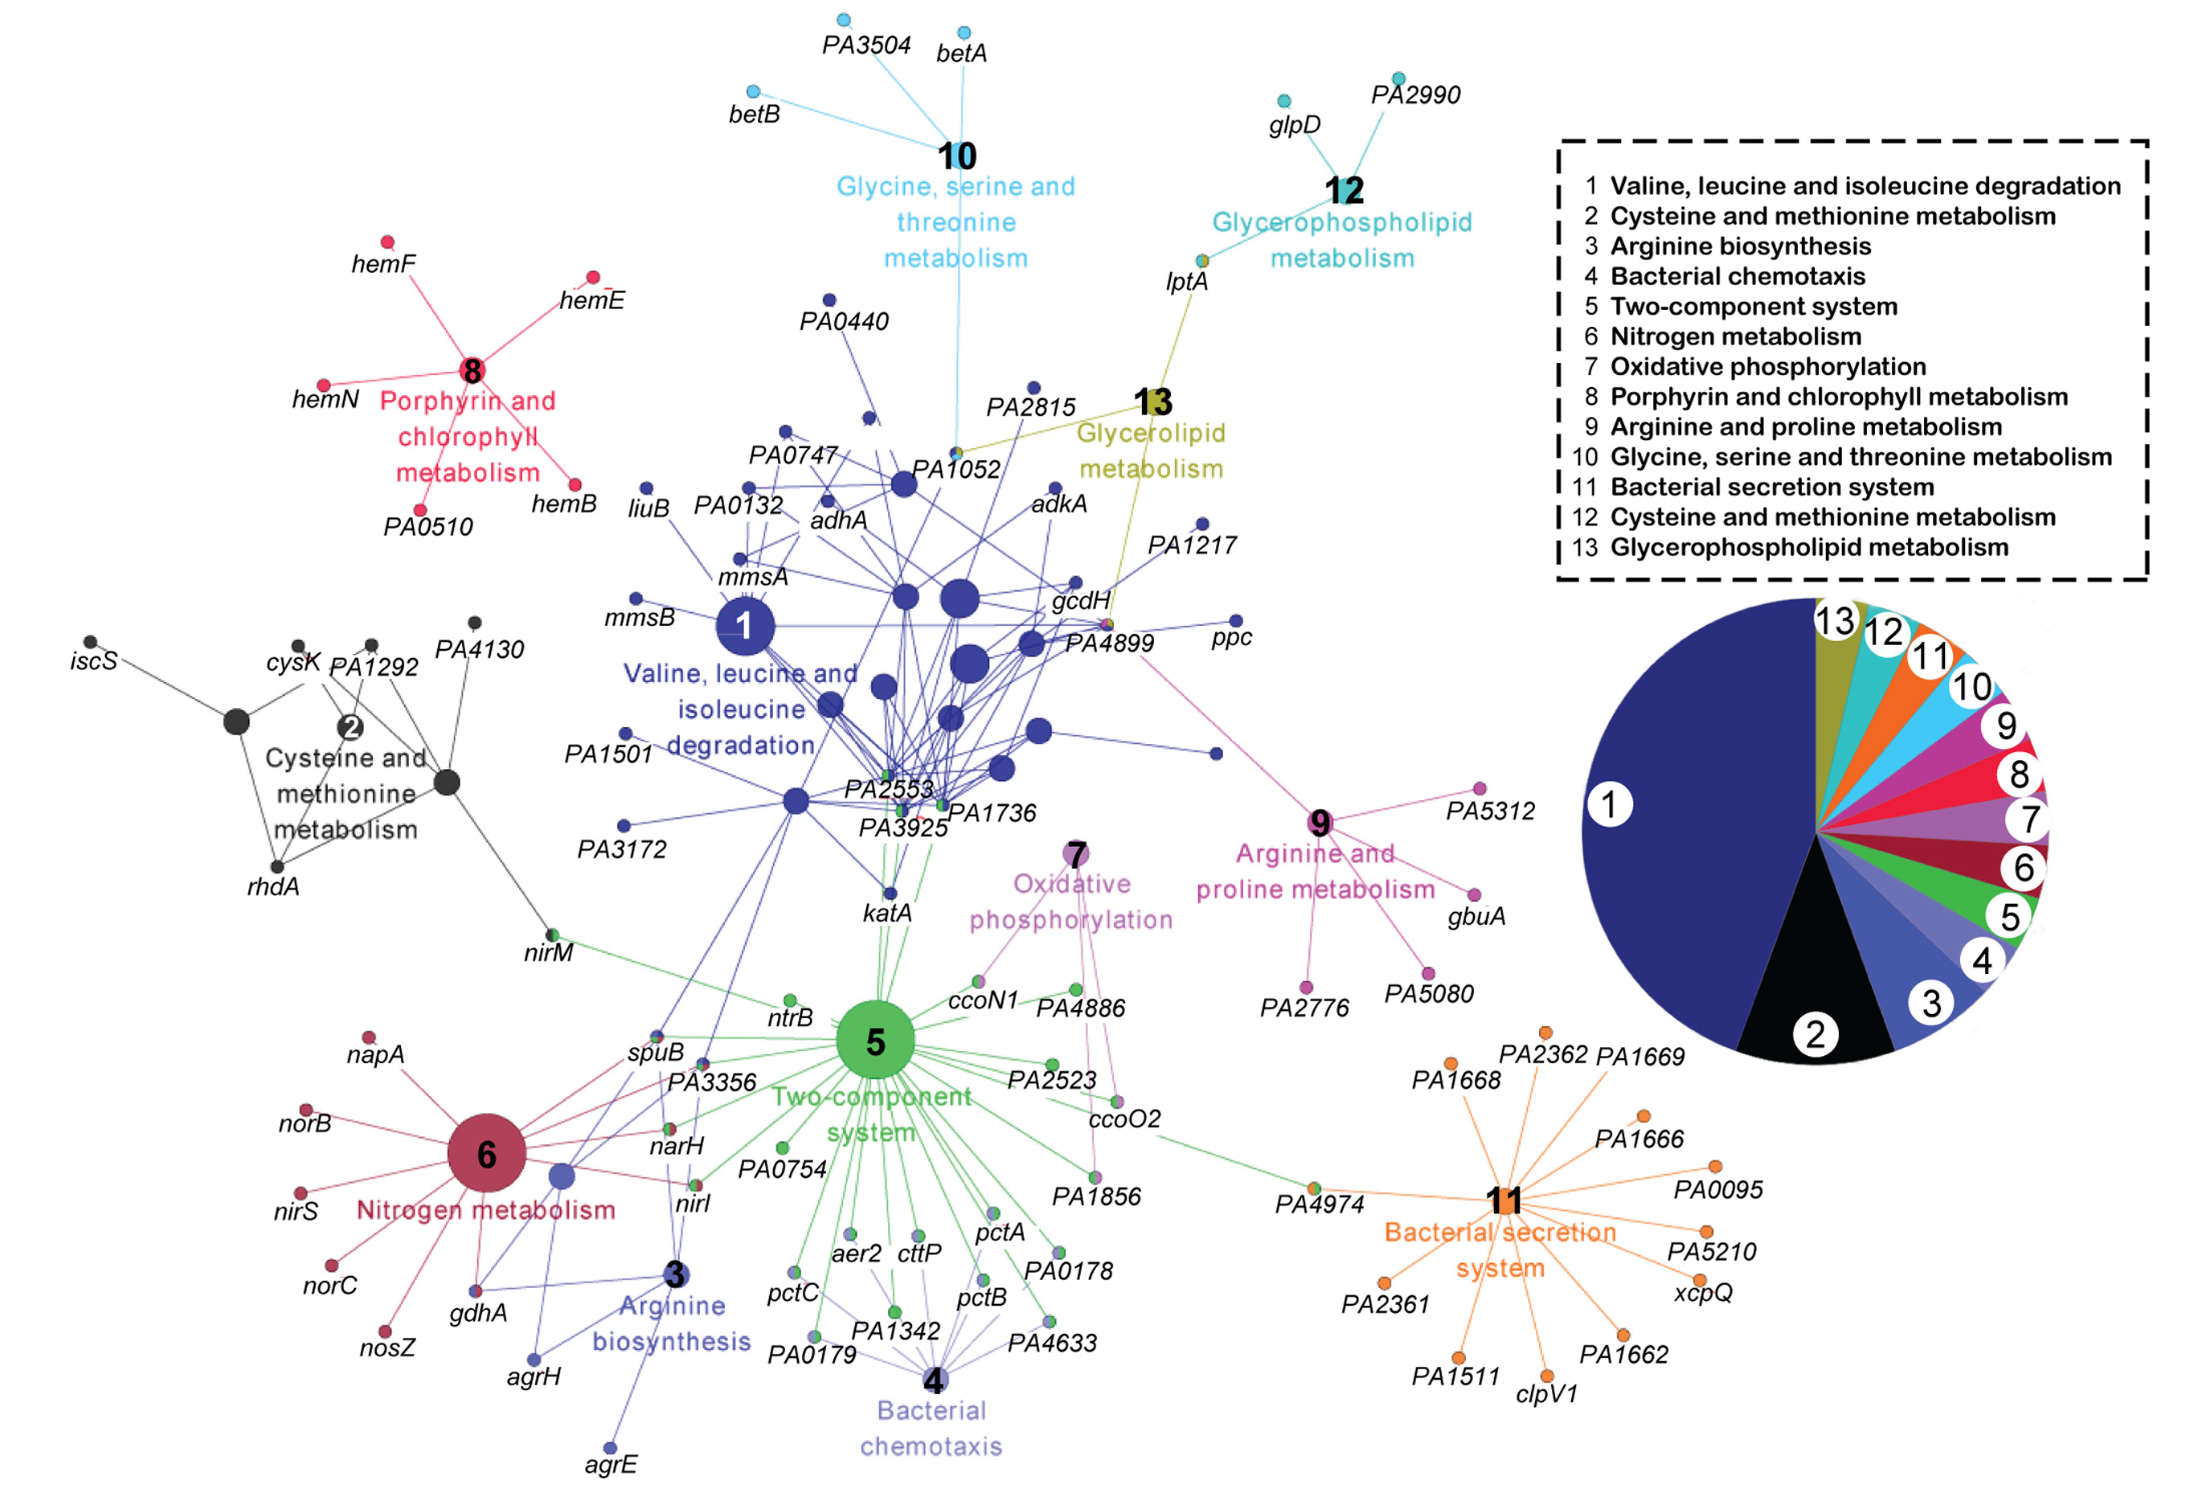 PA3504
betA
betB
10
Glycine, serine and
threonine
metabolism
PA2990
glpD
12
Glycerophospholipid
metabolism
lptA
hemF
hemE
hemN
8
Porphyrin and
chlorophyll
metabolism
hemB
PA0510
PA0440
PA2815
13
Glycerolipid
metabolism
PA0747
PA1052
liuB
PA0132
adhA
adkA
PA1217
mmsA
mmsB
gcdH
1
PA4899
ppc
Valine, leucine and
isoleucine
degradation
PA1501
PA2553
PA1736
PA3925
PA3172
katA
iscS
cysK
PA1292
PA4130
2
Cysteine and
methionine
metabolism
rhdA
nirM
7
Oxidative
phosphorylation
ccoN1
PA4886
PA2523
ccoO2
PA1856
9
Arginine and
proline metabolism
PA5312
gbuA
PA2776
PA5080
ntrB
5
Two-component
system
spuB
PA3356
narH
nirI
PA0754
napA
norB
6
Nitrogen metabolism
nirS
norC
nosZ
gdhA
3
Arginine
biosynthesis
agrH
agrE
aer2
cttP
pctA
pctC
pctB
PA0178
PA1342
PA0179
PA4633
4
Bacterial
chemotaxis
PA4974
11
Bacterial secretion
system
PA2362
PA1669
PA1668
PA1666
PA0095
PA5210
xcpQ
PA2361
PA1662
PA1511
clpV1
1 Valine, leucine and isoleucine degradation
2 Cysteine and methionine metabolism
3 Arginine biosynthesis
4 Bacterial chemotaxis
5 Two-component system
6 Nitrogen metabolism
7 Oxidative phosphorylation
8 Porphyrin and chlorophyll metabolism
9 Arginine and proline metabolism
10 Glycine, serine and threonine metabolism
11 Bacterial secretion system
12 Cysteine and methionine metabolism
13 Glycerophospholipid metabolism
13
12
11
10
9
8
7
6
5
4
3
2
1